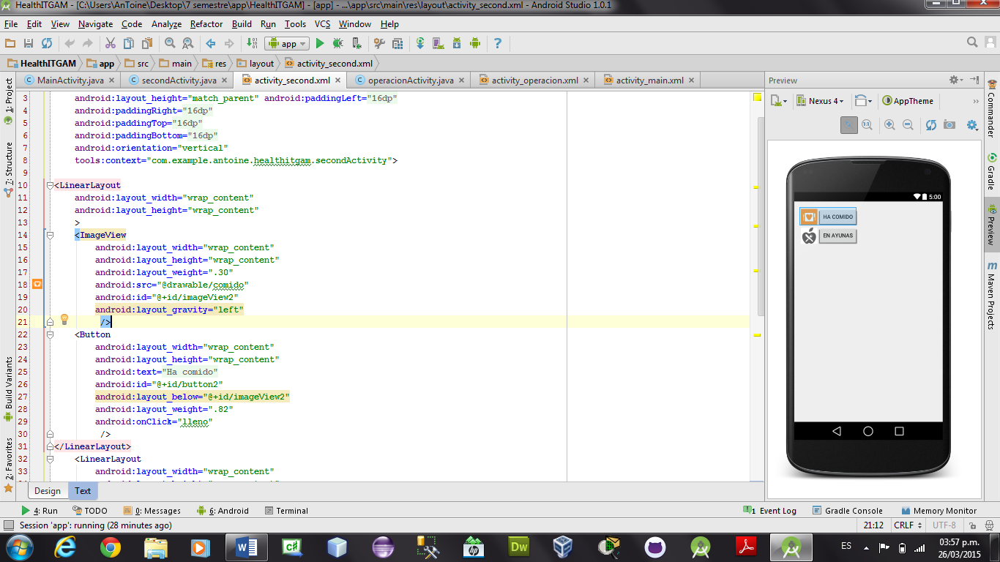 HealthITGAM - [C:\Users\AnToine\Desktop\7 semestre\app\HealthITGAM] - [app] - ...\app\src\main\res\layout\activity_second.xml - Android Studio 1.0.1
File Edit View Navigate Code Analyze Refactor Build Run Tools VCS Window Help
app
HealthITGAM app src main res layout activity_second.xml
MainActivity.java secondActivity.java activity_second.xml operacionActivity.java activity_operacion.xml activity_main.xml
Preview
Nexus 4 AppTheme
1: Project
7: Structure
Build Variants
2: Favorites
3 android:layout_height="match_parent" android:paddingLeft="16dp"
4 android:paddingRight="16dp"
5 android:paddingTop="16dp"
6 android:paddingBottom="16dp"
7 android:orientation="vertical"
8 tools:context="com.example.antoine.healthitgam.secondActivity">
9
10 <LinearLayout
11 android:layout_width="wrap_content"
12 android:layout_height="wrap_content"
13 >
14 <ImageView
15 android:layout_width="wrap_content"
16 android:layout_height="wrap_content"
17 android:layout_weight=".30"
18 android:src="@drawable/comido"
19 android:id="@+id/imageView2"
20 android:layout_gravity="left"
21 />
22 <Button
23 android:layout_width="wrap_content"
24 android:layout_height="wrap_content"
25 android:text="Ha comido"
26 android:id="@+id/button2"
27 android:layout_below="@+id/imageView2"
28 android:layout_weight=".82"
29 android:onClick="lleno"
30 />
31 </LinearLayout>
32 <LinearLayout
33 android:layout_width="wrap_content"
5:00
HA COMIDO
EN AYUNAS
Commander
Gradle
Preview
Maven Projects
Design Text
4: Run TODO 0: Messages 6: Android Terminal 1 Event Log Gradle Console Memory Monitor
Session 'app': running (28 minutes ago) 21:12 CRLF UTF-8
W C# hp Dw ES 03:57 p.m.
26/03/2015